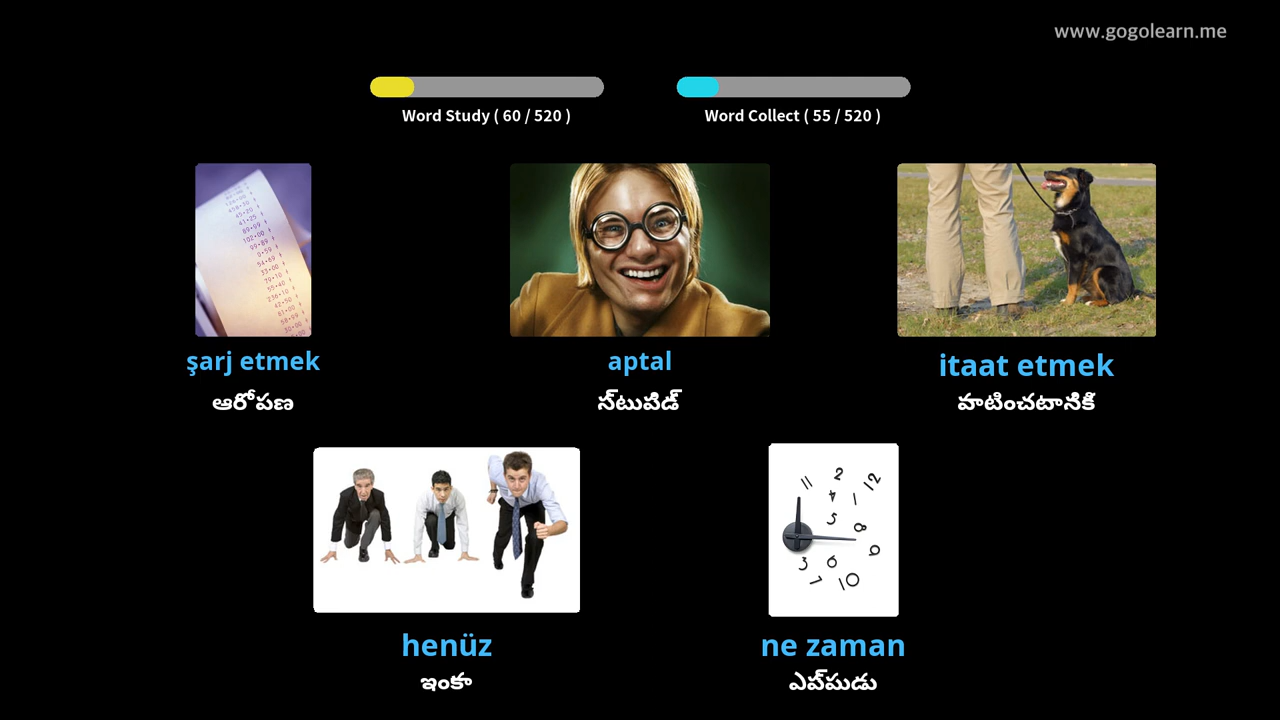 www.gogolearn.me
Word Study ( 60 / 520 )
Word Collect ( 55 / 520 )
şarj etmek
ఆరోపణ
aptal
స్టుపిడ్
itaat etmek
పాటించటానికి
henüz
ఇంకా
ne zaman
ఎప్పుడు